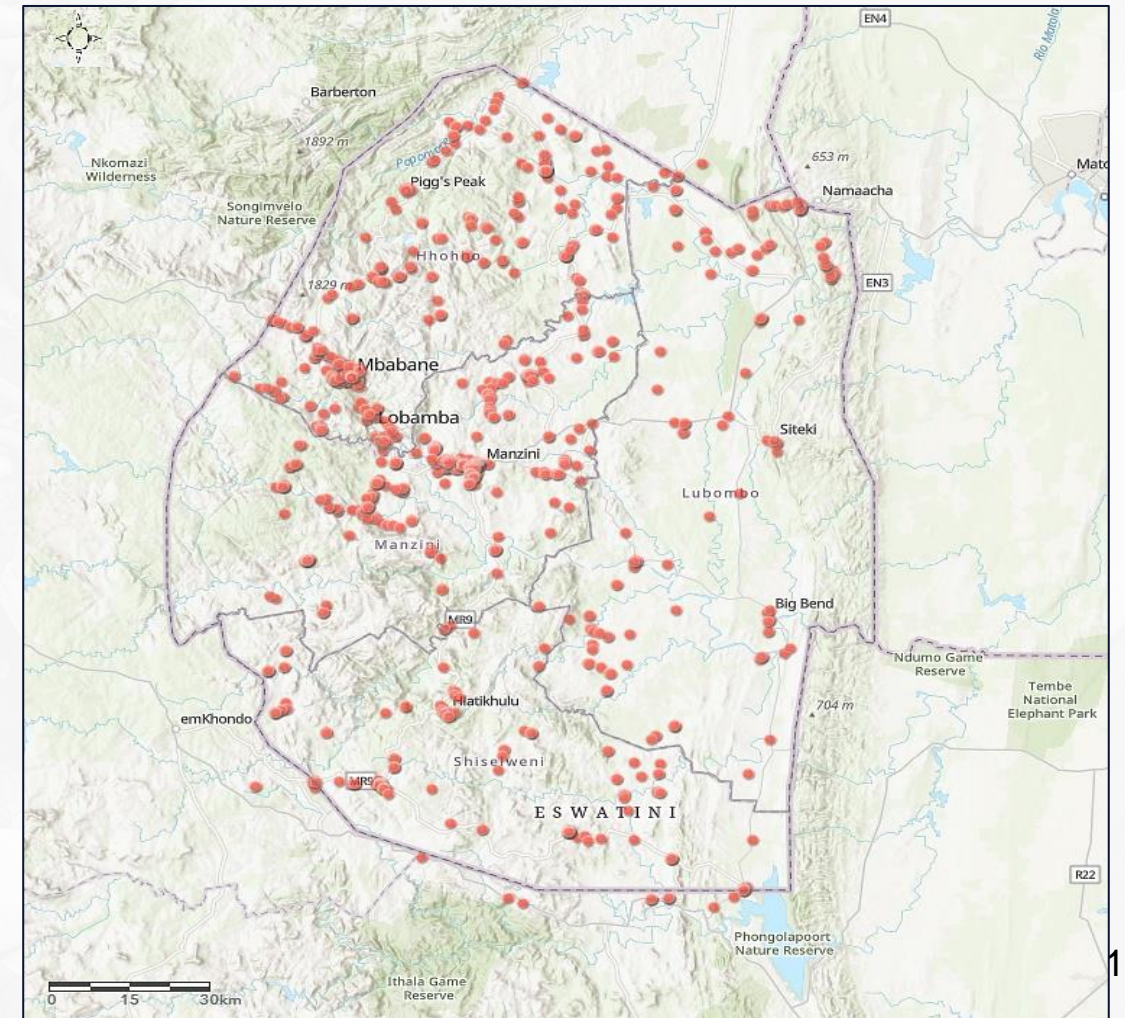 EN4
Rio Matola
Barberton
1892 m
Nkomazi
Wilderness
653 m
Pigg's Peak
Namaacha
Songimvelo
Nature Reserve
Hhohho
EN3
1829 m
Mbabane
Lobamba
Siteki
Manzini
Lubombo
Manzini
Big Bend
MR9
Ndumo Game
Reserve
Tembe
National
Elephant Park
Hlatikhulu
704 m
emKhondo
Shiselweni
MR9
ESWATINI
R22
Phongolapoort
Nature Reserve
1
Ithala Game
Reserve
0 15 30km